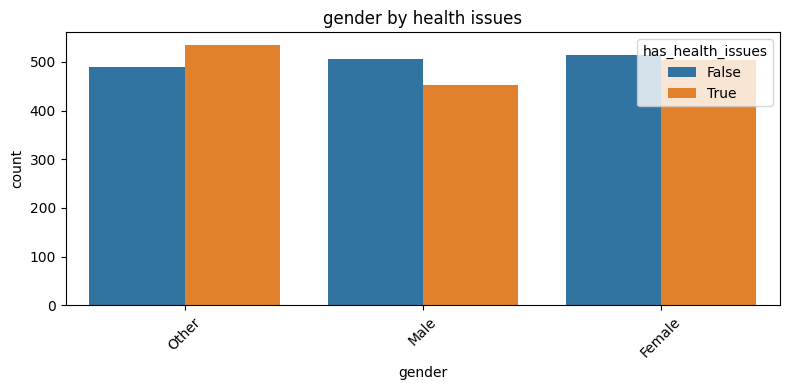 gender by health issues
has_health_issues
False
True
count
500
400
300
200
100
0
Other
Male
Female
gender